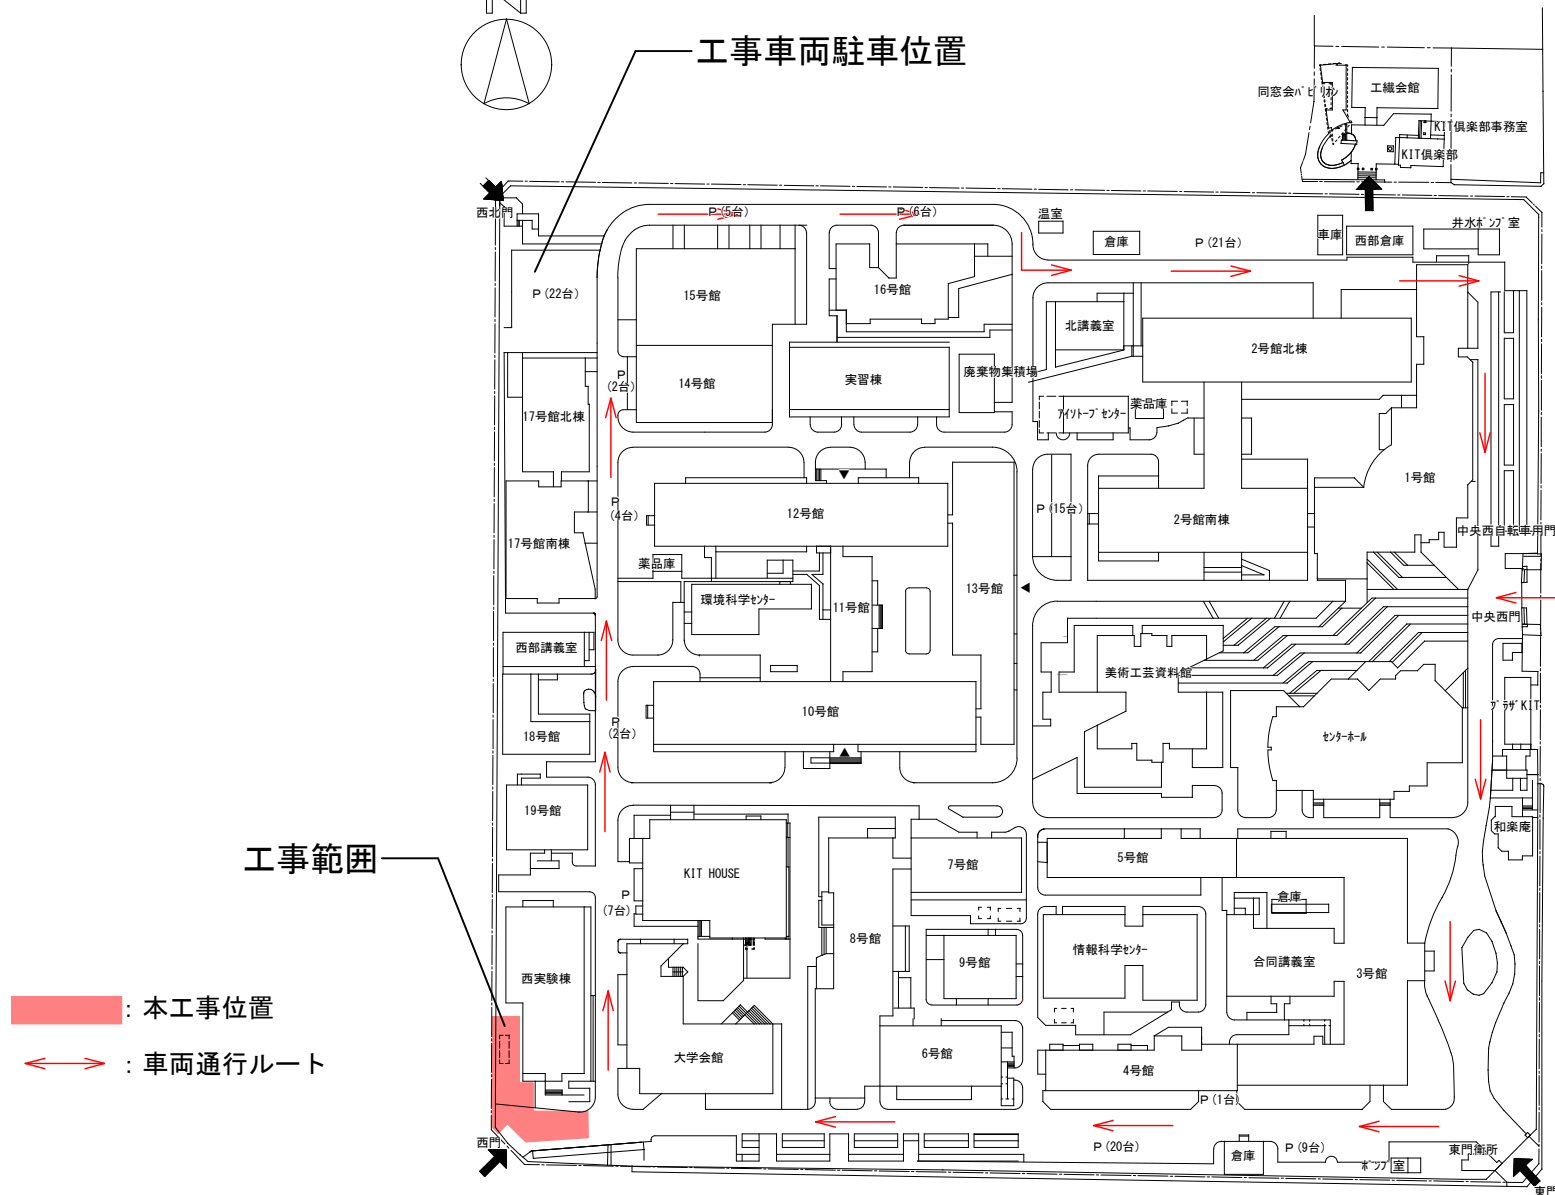 工事車両駐車位置
同窓会パビリオン
工繊会館
KIT倶楽部事務室
KIT倶楽部
西北門
P (5台)
P (6台)
温室
倉庫
P (21台)
車庫
西部倉庫
井水ポンプ室
P (22台)
15号館
16号館
北講義室
2号館北棟
P
(2台)
14号館
実習棟
廃棄物集積場
17号館北棟
アイソトープセンター
薬品庫
1号館
P
(4台)
12号館
P (15台)
2号館南棟
中央西自転車用門
17号館南棟
薬品庫
環境科学センター
11号館
13号館
中央西門
西部講義室
美術工芸資料館
プラザKIT
18号館
P
(2台)
10号館
センターホール
19号館
和楽庵
工事範囲
KIT HOUSE
7号館
5号館
P
(7台)
倉庫
8号館
9号館
情報科学センター
合同講義室
3号館
西実験棟
: 本工事位置
: 車両通行ルート
大学会館
6号館
4号館
P (1台)
西門
P (20台)
倉庫
P (9台)
ポンプ室
東門衛所
東門